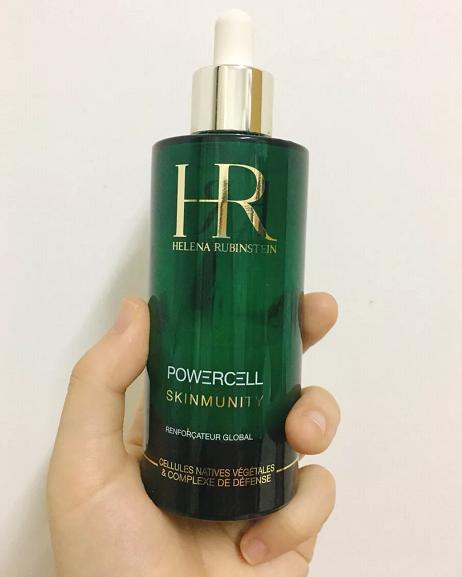 HR
HELENA RUBINSTEIN
POWERCELL
SKINMUNITY
RENFORÇATEUR GLOBAL
CELLULES NATIVES VÉGÉTALES
& COMPLEXE DE DÉFENSE